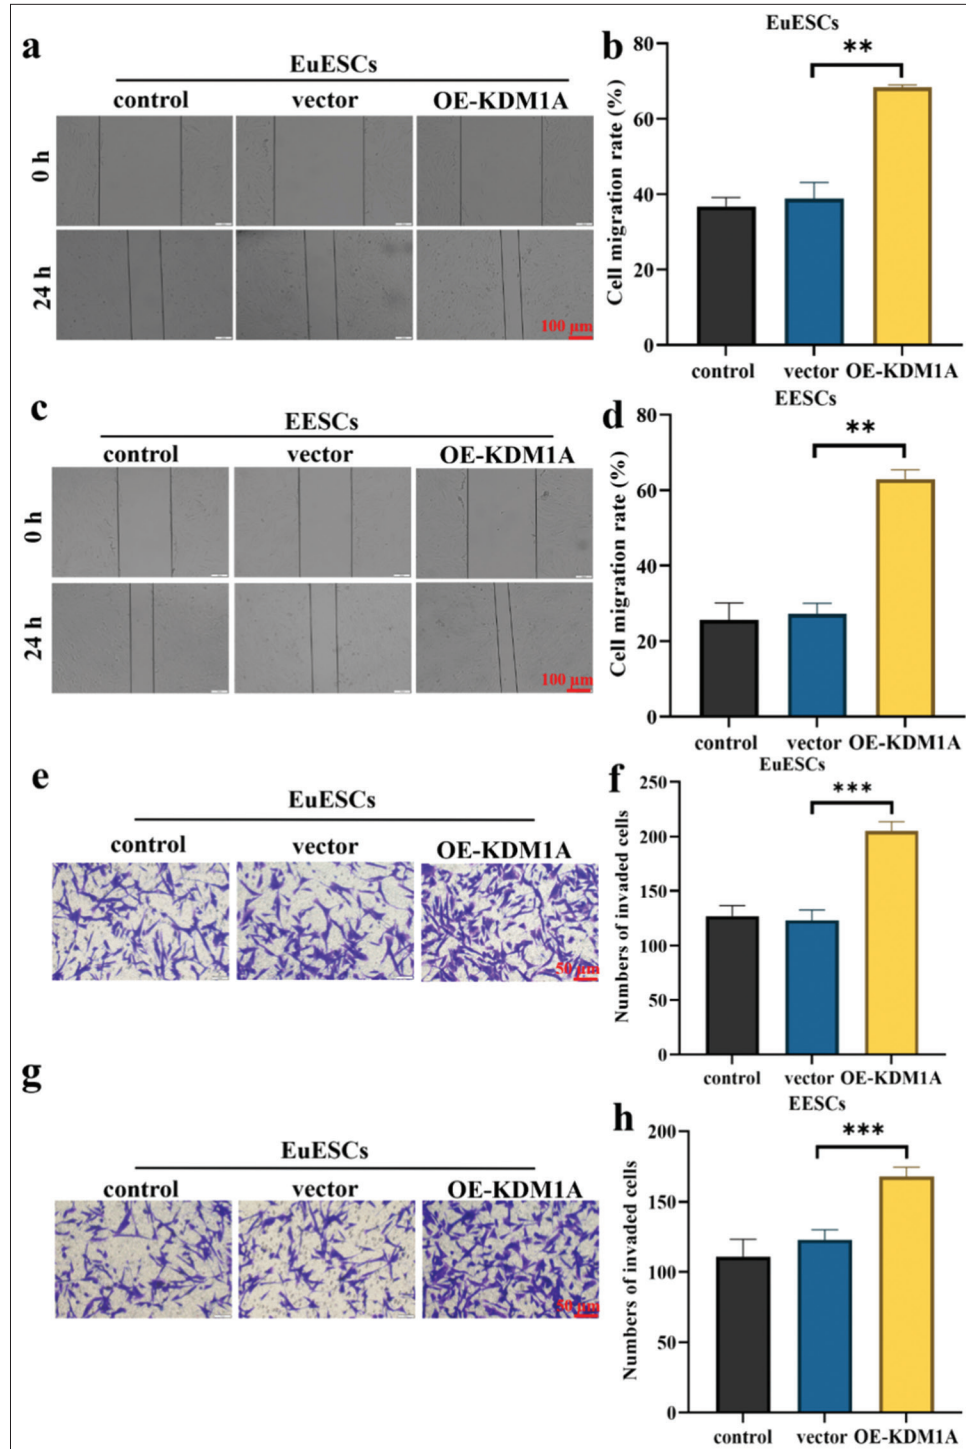 a
EuESCs
control vector OE-KDM1A
0 h
24 h
100 µm
b
EuESCs
**
Cell migration rate (%)
80
60
40
20
0
control vector OE-KDM1A
c
EESCs
control vector OE-KDM1A
0 h
24 h
100 µm
d
EESCs
**
Cell migration rate (%)
80
60
40
20
0
control vector OE-KDM1A
e
EuESCs
control vector OE-KDM1A
50 µm
f
EuESCs
***
Numbers of invaded cells
250
200
150
100
50
0
control vector OE-KDM1A
g
EuESCs
control vector OE-KDM1A
50 µm
h
EESCs
***
Numbers of invaded cells
200
150
100
50
0
control vector OE-KDM1A